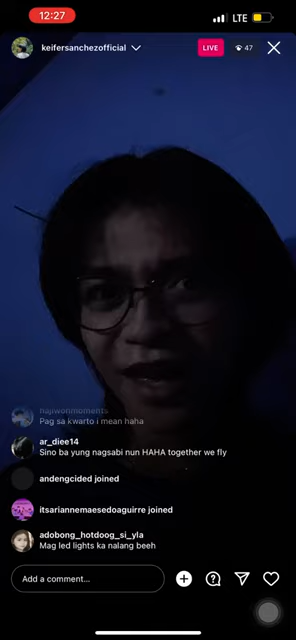 12:27
LTE
keifersanchezofficial
LIVE
47
hajiwonmoments
Pag sa kwarto i mean haha
ar_diee14
Sino ba yung nagsabi nun HAHA together we fly
andengcided joined
itsariannemaesedoaguirre joined
adobong_hotdoog_si_yla
Mag led lights ka nalang beeh
Add a comment...